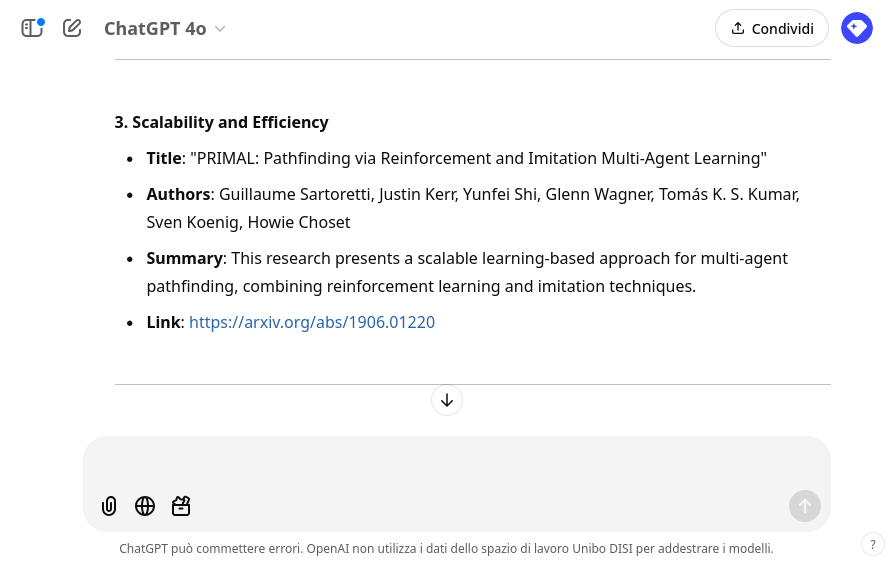 ChatGPT 4o
Condividi
3. Scalability and Efficiency
• Title: "PRIMAL: Pathfinding via Reinforcement and Imitation Multi-Agent Learning"
• Authors: Guillaume Sartoretti, Justin Kerr, Yunfei Shi, Glenn Wagner, Tomás K. S. Kumar,
Sven Koenig, Howie Choset
• Summary: This research presents a scalable learning-based approach for multi-agent
pathfinding, combining reinforcement learning and imitation techniques.
• Link: https://arxiv.org/abs/1906.01220
ChatGPT può commettere errori. OpenAI non utilizza i dati dello spazio di lavoro Unibo DISI per addestrare i modelli.
?